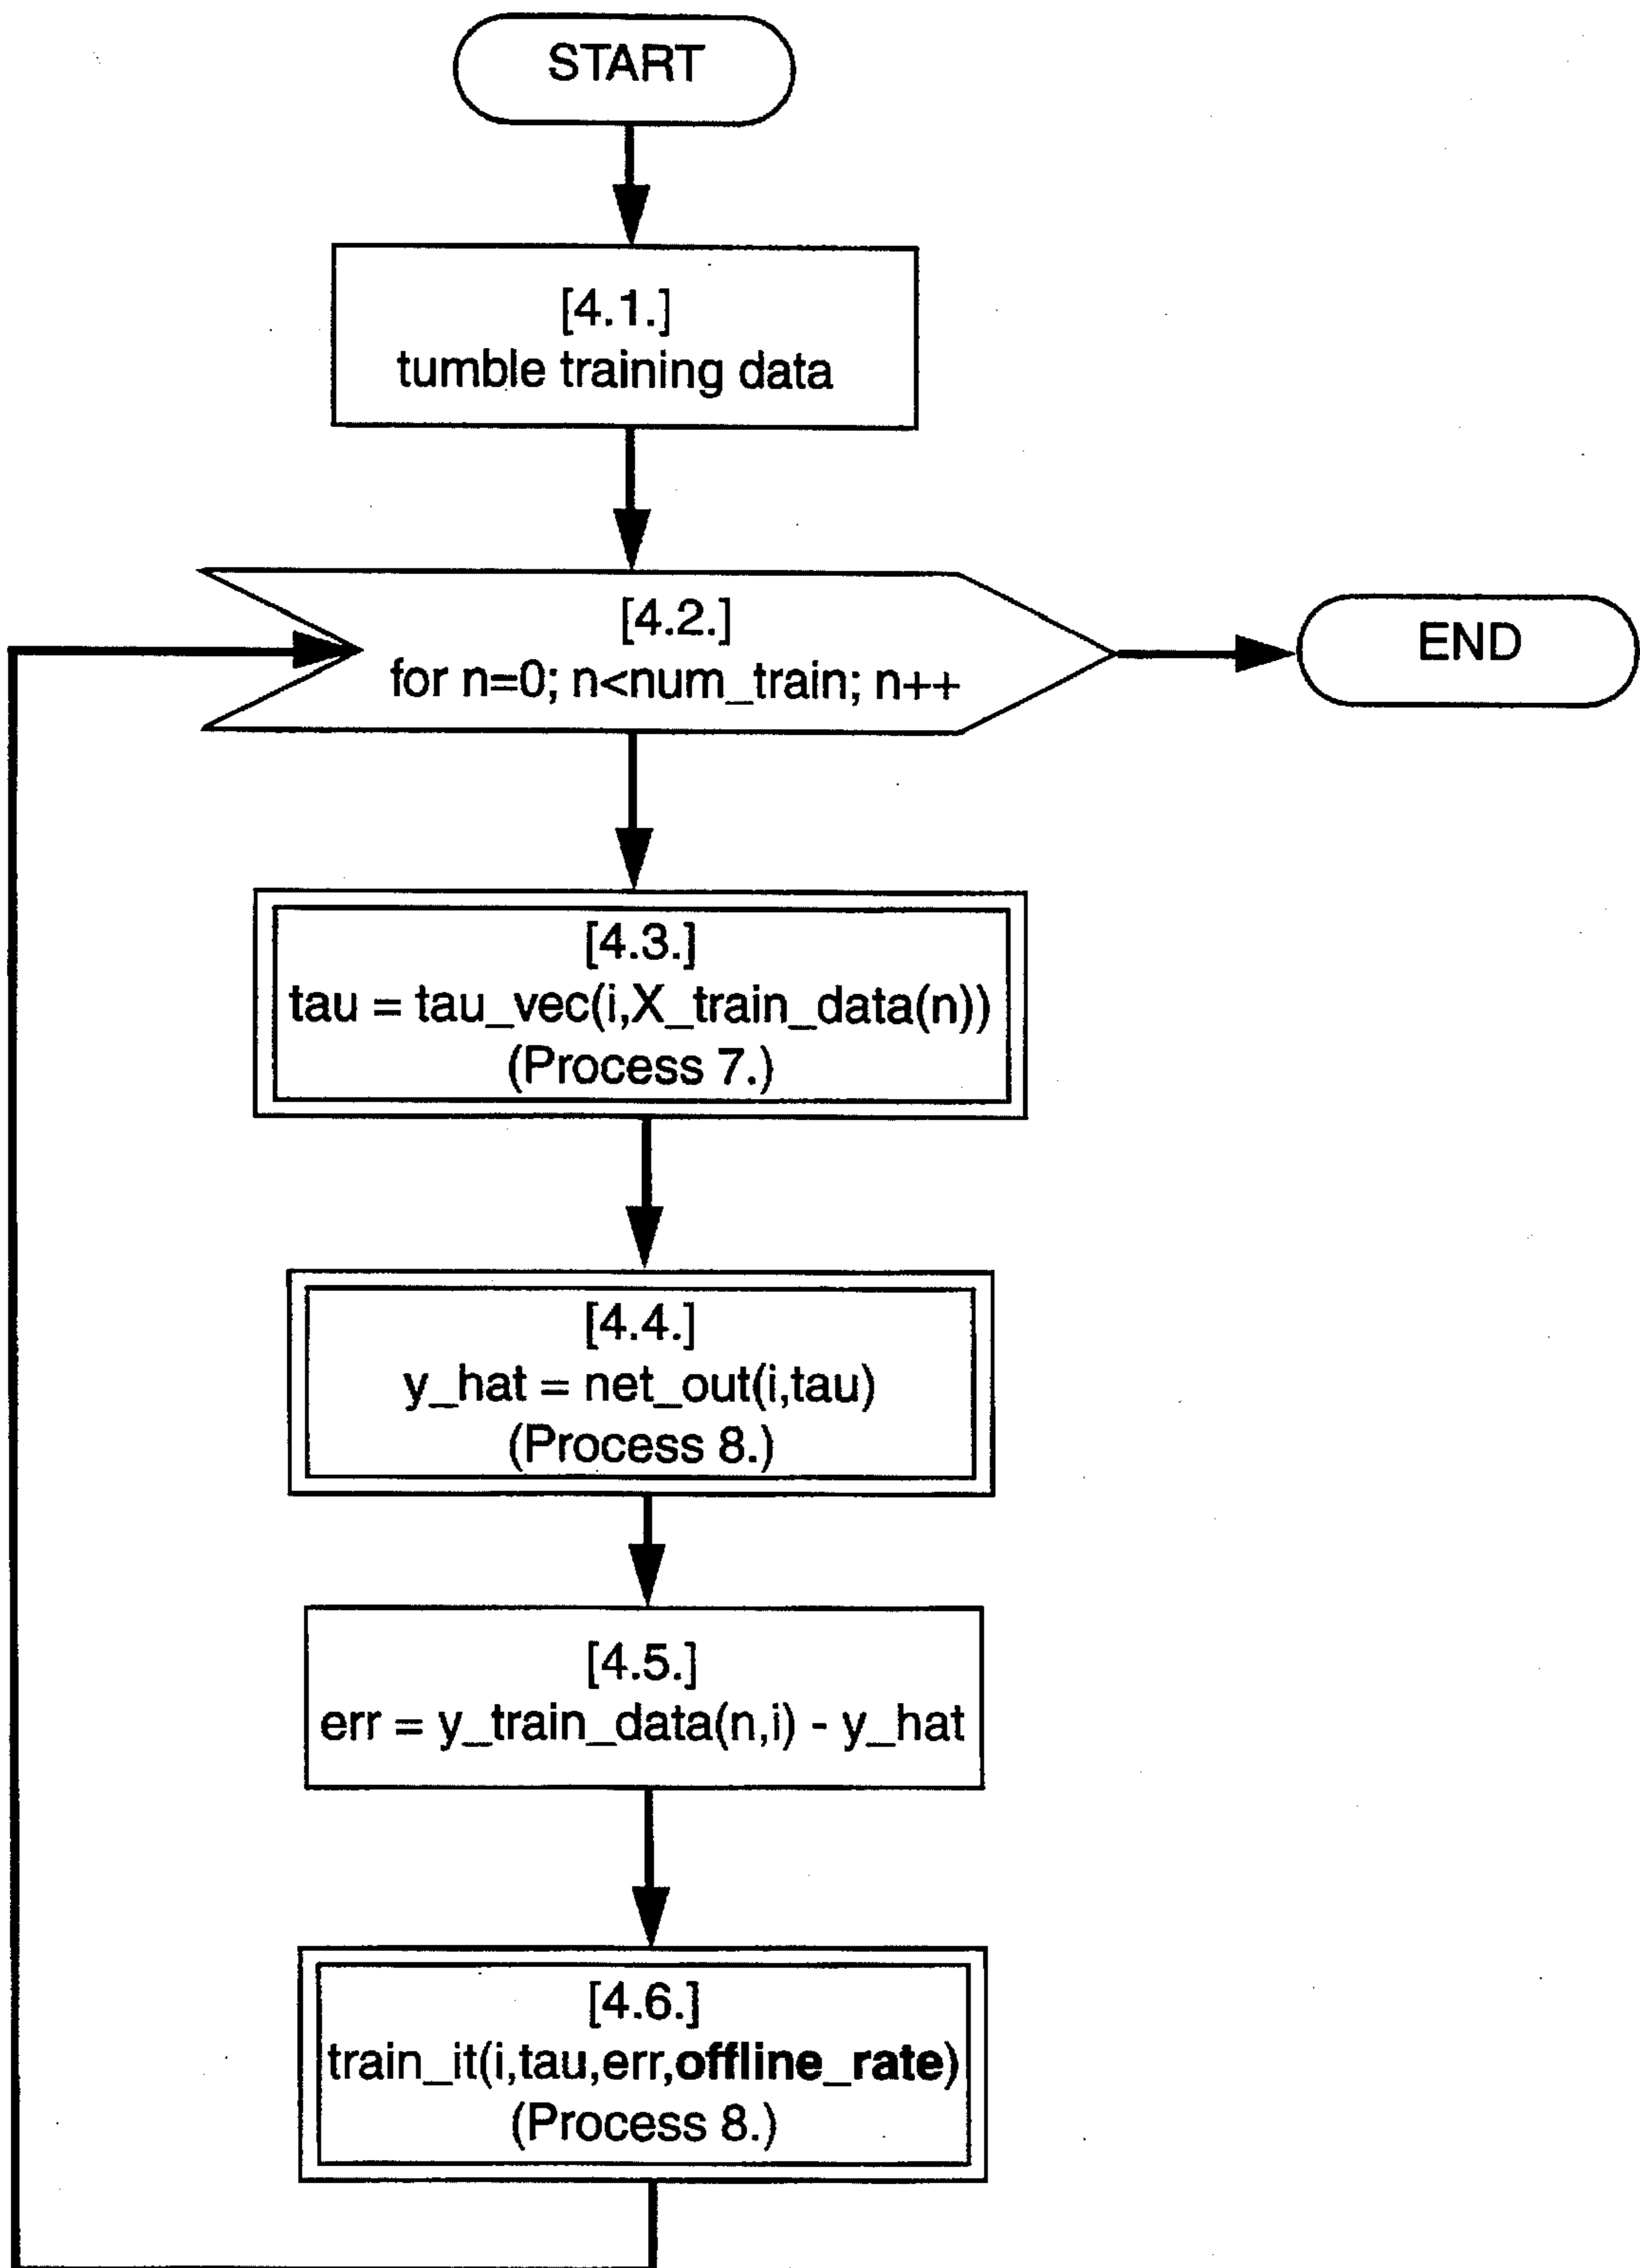 START
[4.1.]
tumble training data
[4.2.]
for n=0; n<num_train; n++
END
[4.3.]
tau = tau_vec(i,X_train_data(n))
(Process 7.)
[4.4.]
y_hat = net_out(i,tau)
(Process 8.)
[4.5.]
err = y_train_data(n,i) - y_hat
[4.6.]
train_it(i,tau,err,offline_rate)
(Process 8.)